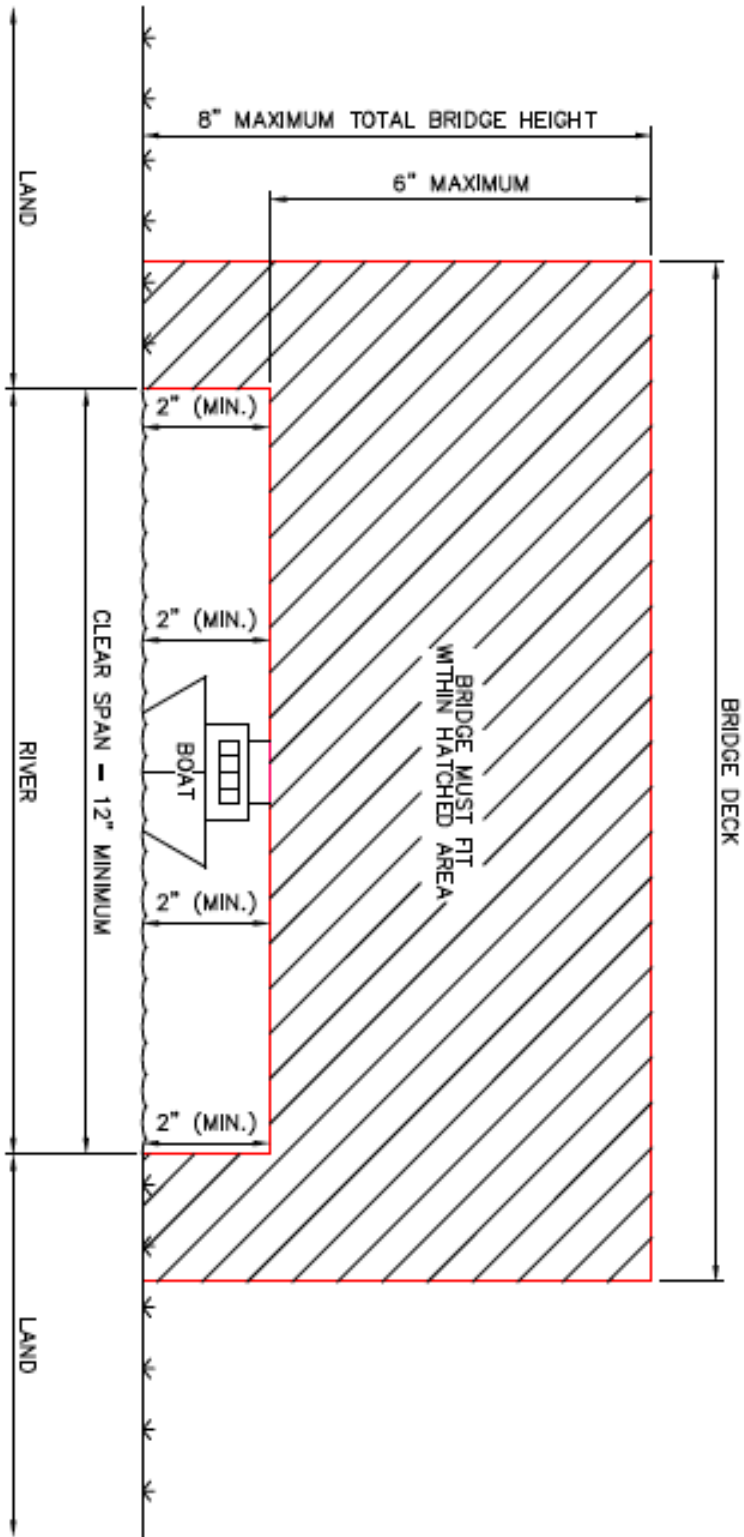 8" MAXIMUM TOTAL BRIDGE HEIGHT
6" MAXIMUM
BRIDGE DECK
LAND
2" (MIN.)
2" (MIN.)
BRIDGE MUST FIT
WITHIN HATCHED AREA
BOAT
CLEAR SPAN - 12" MINIMUM
RIVER
2" (MIN.)
2" (MIN.)
LAND